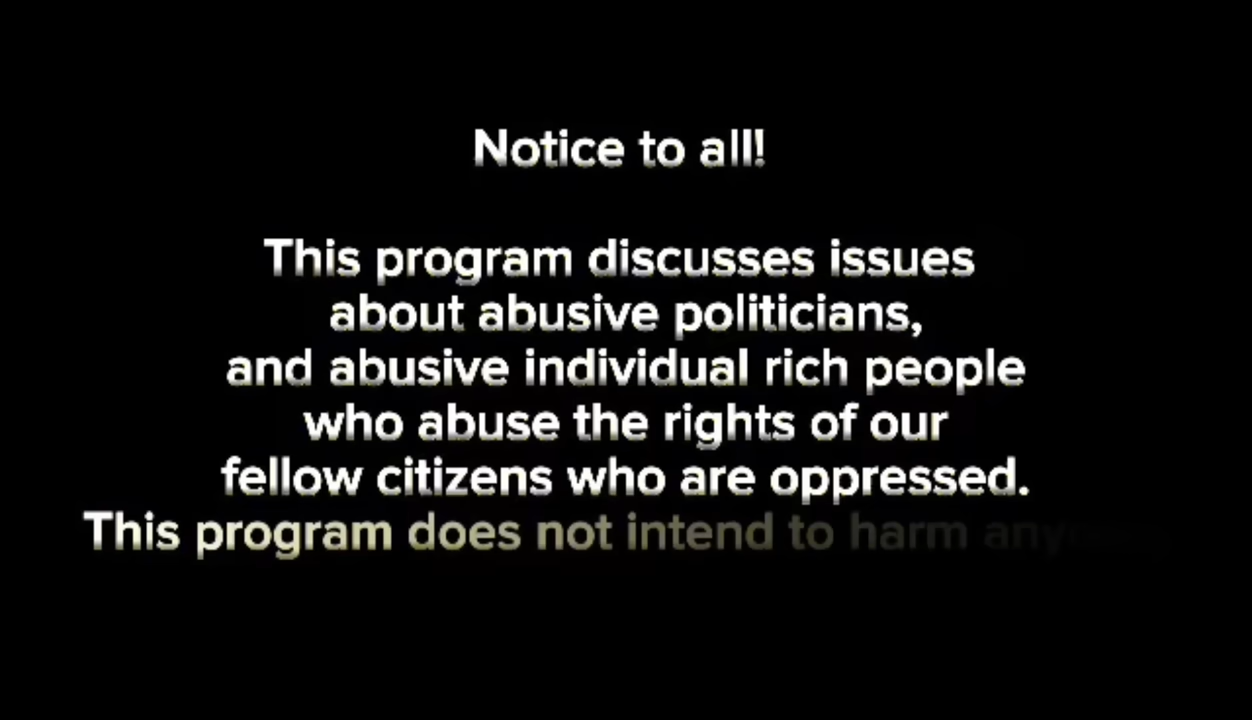 Notice to all!
This program discusses issues
about abusive politicians,
and abusive individual rich people
who abuse the rights of our
fellow citizens who are oppressed.
This program does not intend to harm